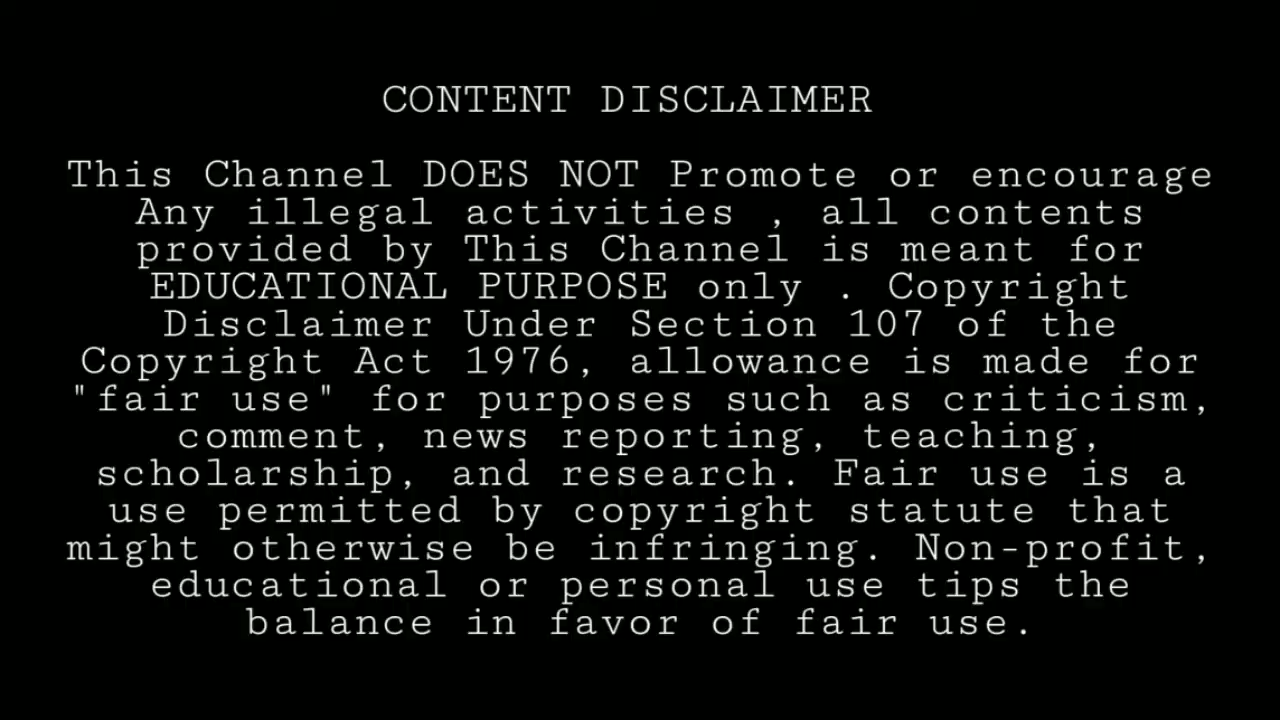 CONTENT DISCLAIMER
This Channel DOES NOT Promote or encourage
Any illegal activities , all contents
provided by This Channel is meant for
EDUCATIONAL PURPOSE only . Copyright
Disclaimer Under Section 107 of the
Copyright Act 1976, allowance is made for
"fair use" for purposes such as criticism,
comment, news reporting, teaching,
scholarship, and research. Fair use is a
use permitted by copyright statute that
might otherwise be infringing. Non-profit,
educational or personal use tips the
balance in favor of fair use.